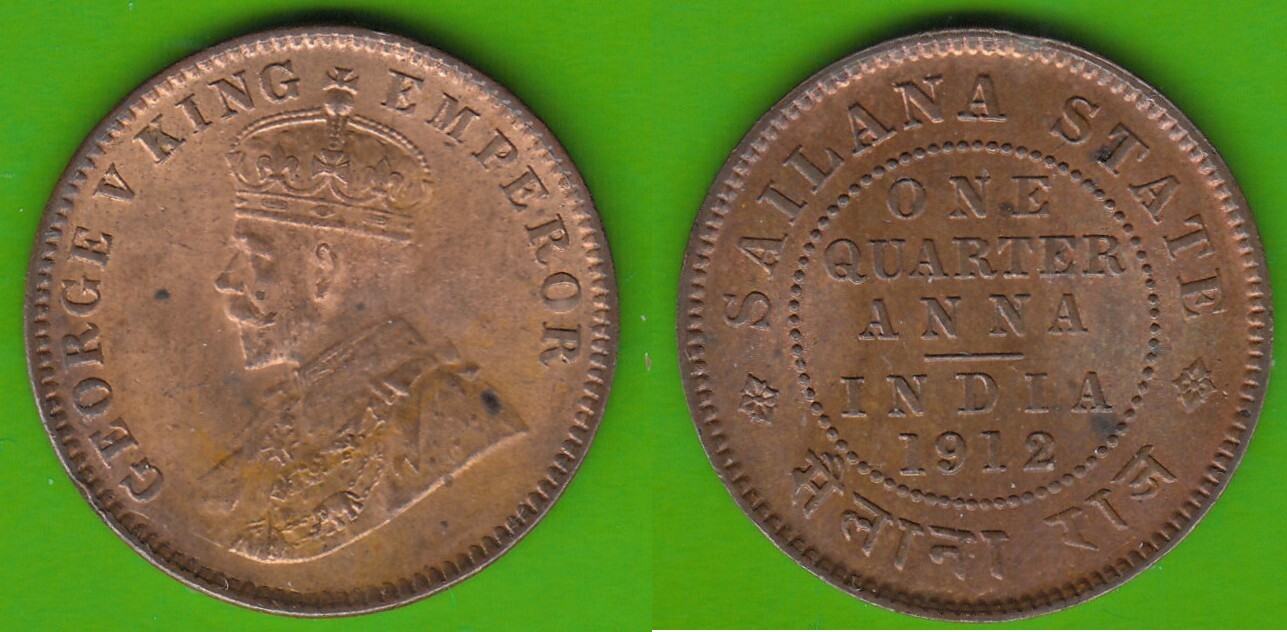 GEORGE V KING EMPEROR
SAILANA STATE
ONE
QUARTER
ANNA
INDIA
1912
सैलाना राज